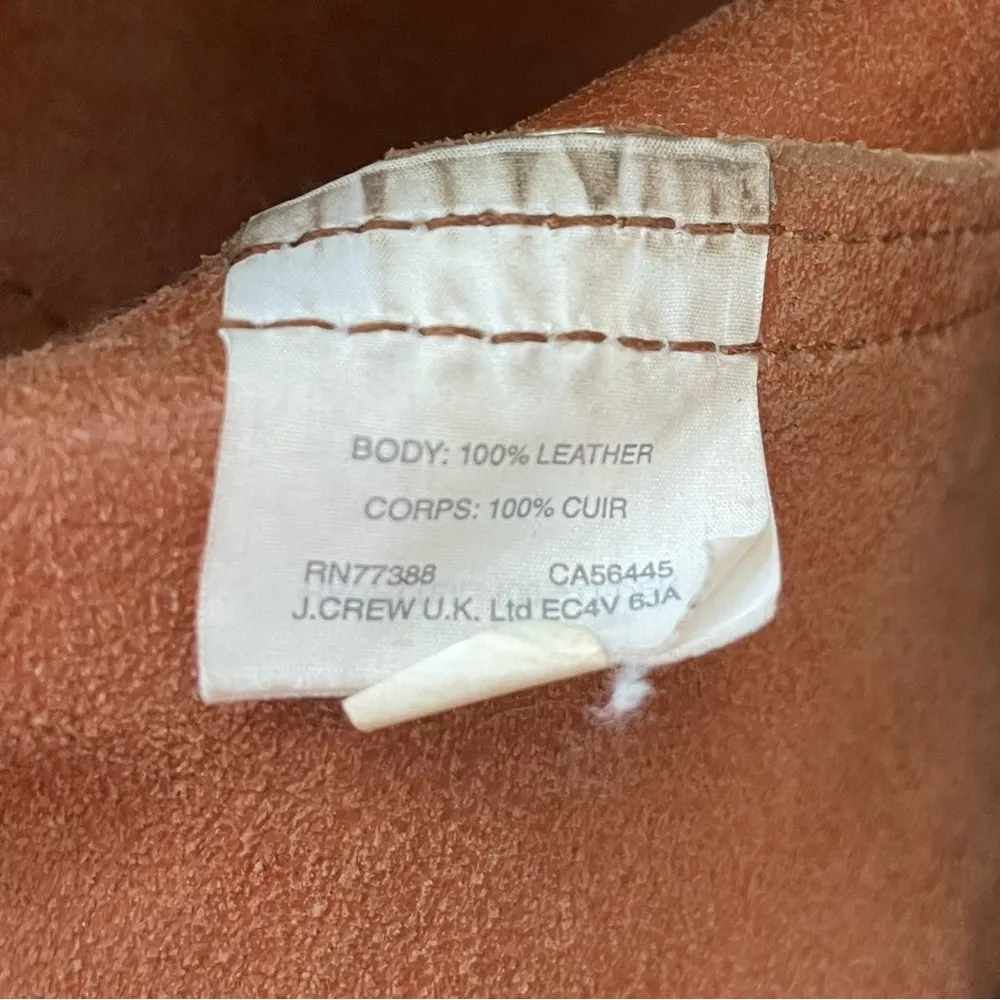 BODY: 100% LEATHER
CORPS: 100% CUIR
RN77388 CA56445
J.CREW U.K. Ltd EC4V 6JA